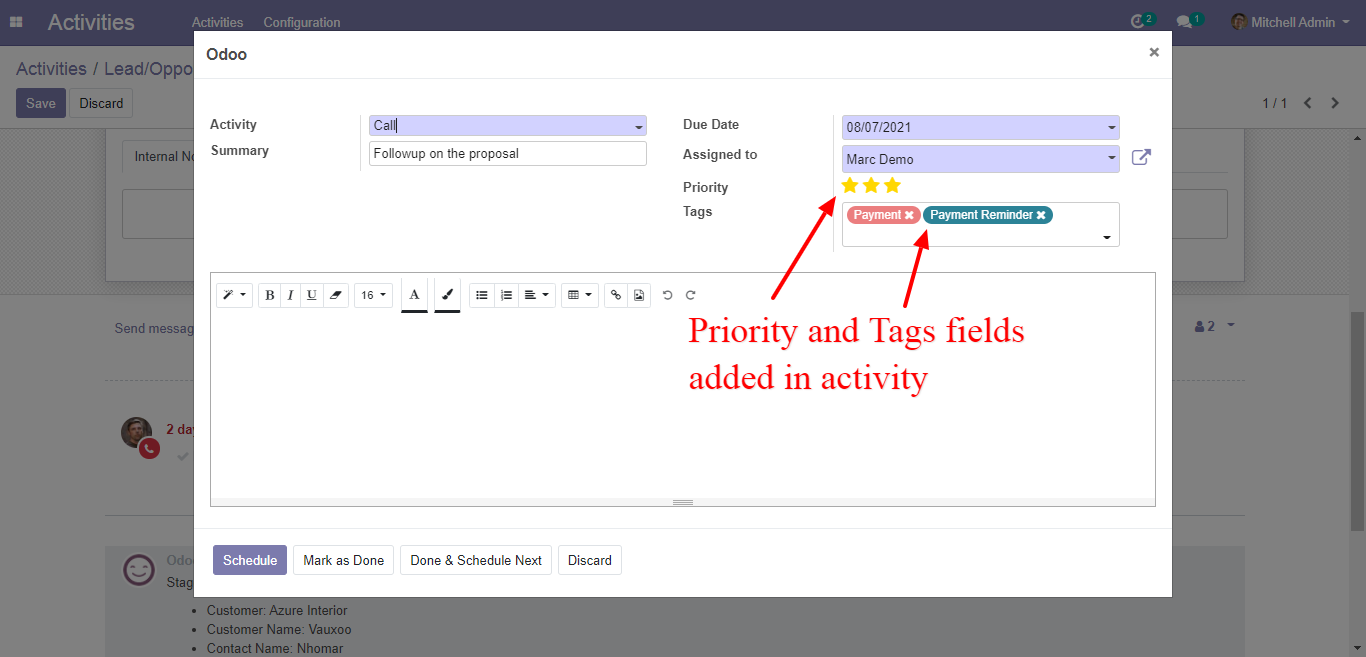 Activities
Activities Configuration
2
1
Mitchell Admin
Activities / Lead/Oppo
Save Discard
1 / 1
Odoo
×
Activity Call
Summary Followup on the proposal
Due Date 08/07/2021
Assigned to Marc Demo
Priority
Tags Payment × Payment Reminder ×
Internal No
B I U 16 A
Priority and Tags fields
added in activity
Send messag
2
2 da
Schedule Mark as Done Done & Schedule Next Discard
Odo
Stag
• Customer: Azure Interior
• Customer Name: Vauxoo
• Contact Name: Nhomar